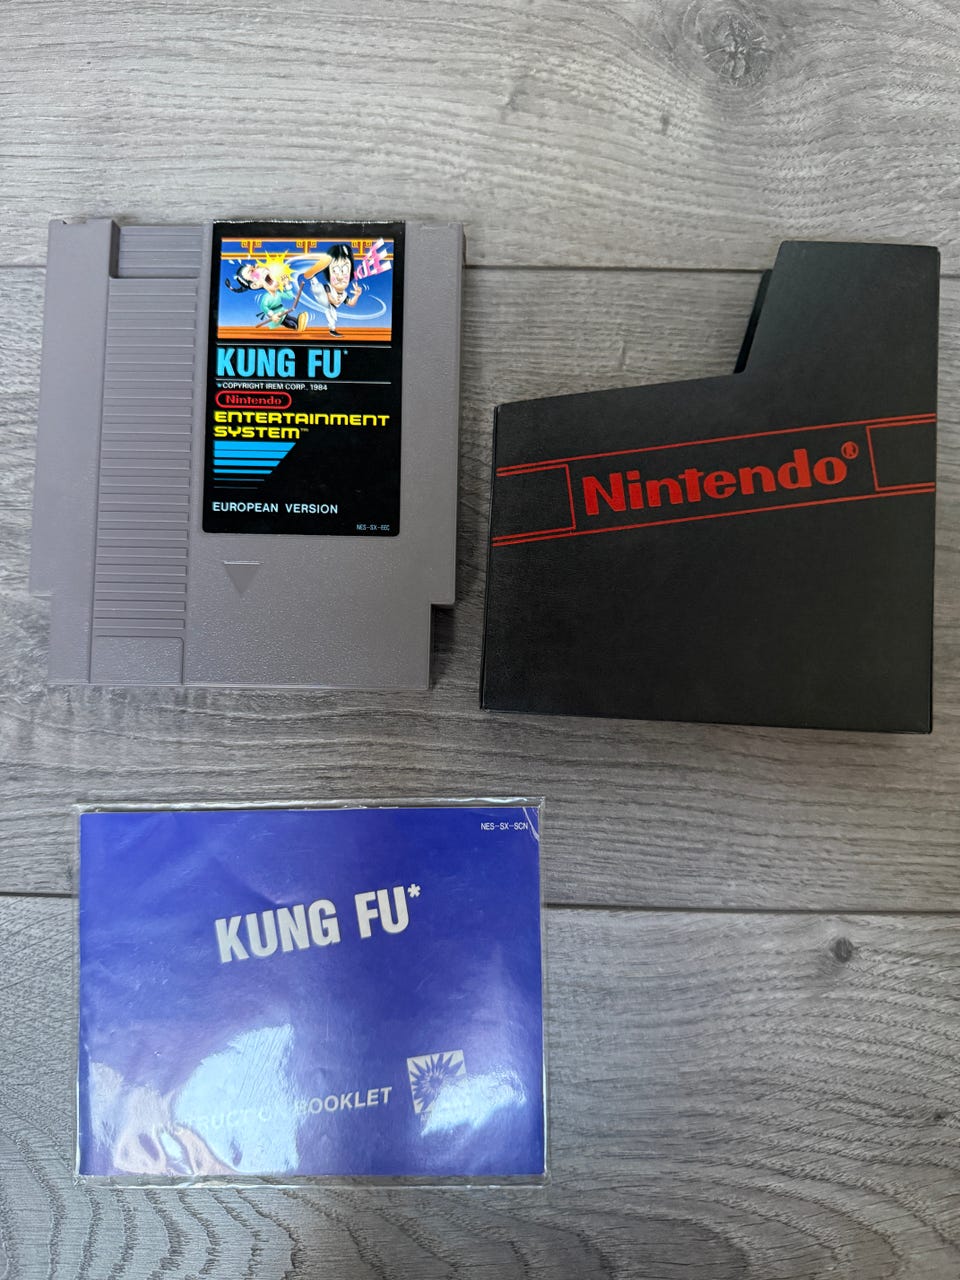 KUNG FU*
*COPYRIGHT IREM CORP., 1984
Nintendo
ENTERTAINMENT
SYSTEM™
EUROPEAN VERSION
NES-SX-EEC
Nintendo®
NES-SX-SCN
KUNG FU*
INSTRUCTION BOOKLET